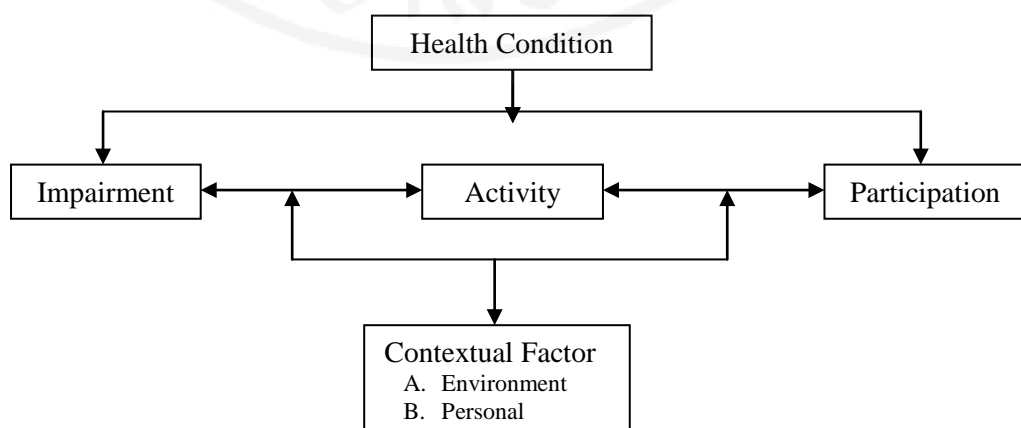 Health Condition
Impairment
Activity
Participation
Contextual Factor
A. Environment
B. Personal